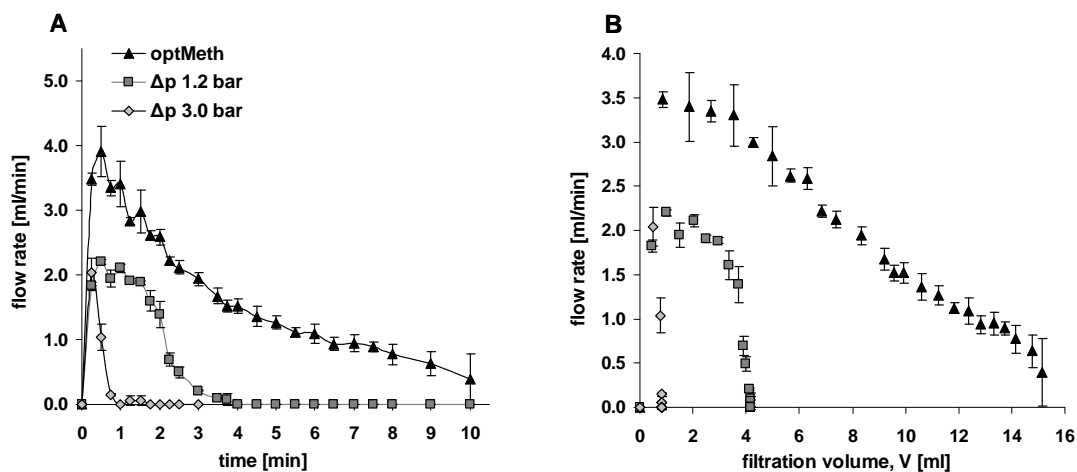 A
optMeth
Δp 1.2 bar
Δp 3.0 bar
5.0
4.0
3.0
2.0
1.0
0.0
flow rate [ml/min]
0 1 2 3 4 5 6 7 8 9 10
time [min]
B
4.0
3.5
3.0
2.5
2.0
1.5
1.0
0.5
0.0
flow rate [ml/min]
0 2 4 6 8 10 12 14 16
filtration volume, V [ml]